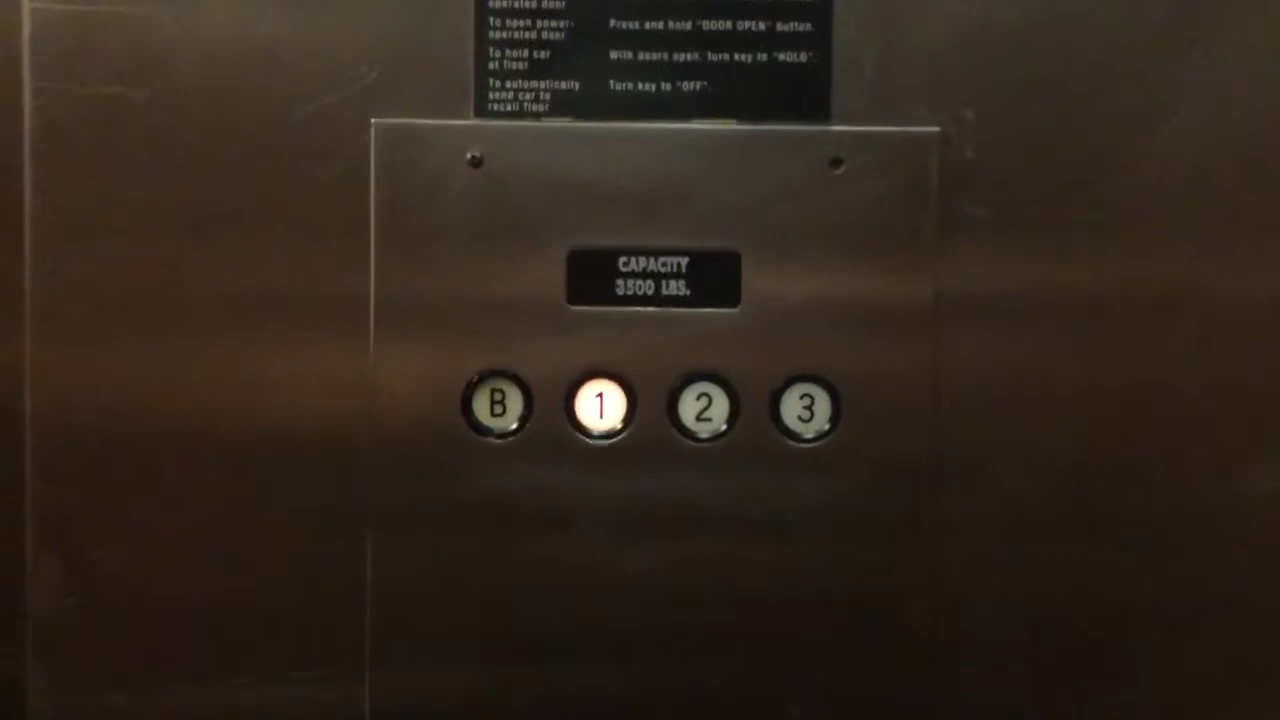 operated door
To open power-
operated door
Press and hold "DOOR OPEN" button.
To hold car
at floor
With doors open, turn key to "HOLD".
To automatically
send car to
recall floor
Turn key to "OFF".
CAPACITY
3500 LBS.
B 1 2 3